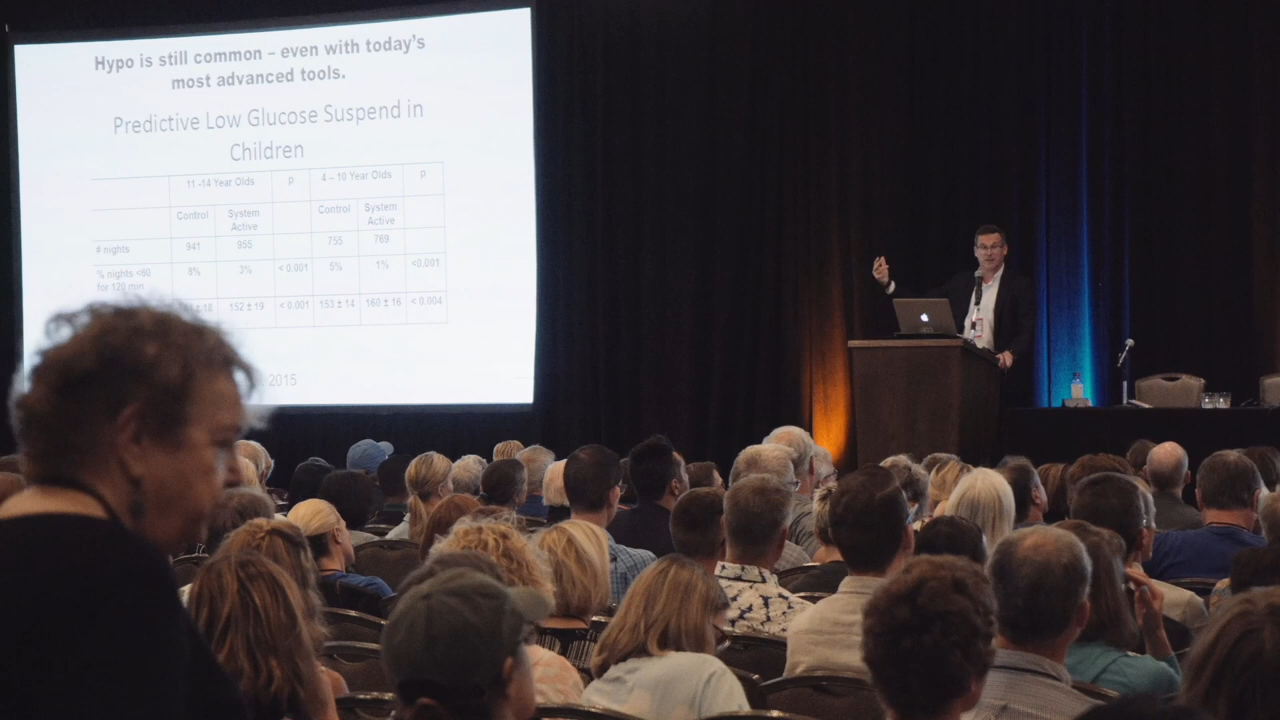 Hypo is still common – even with today's
most advanced tools.
Predictive Low Glucose Suspend in
Children
11 -14 Year Olds p 4 – 10 Year Olds p
Control System Active Control System Active
# nights 941 955 755 769
% nights <60 for 120 min 8% 3% < 0.001 5% 1% <0.001
± 18 152 ± 19 < 0.001 153 ± 14 160 ± 16 < 0.004
2015